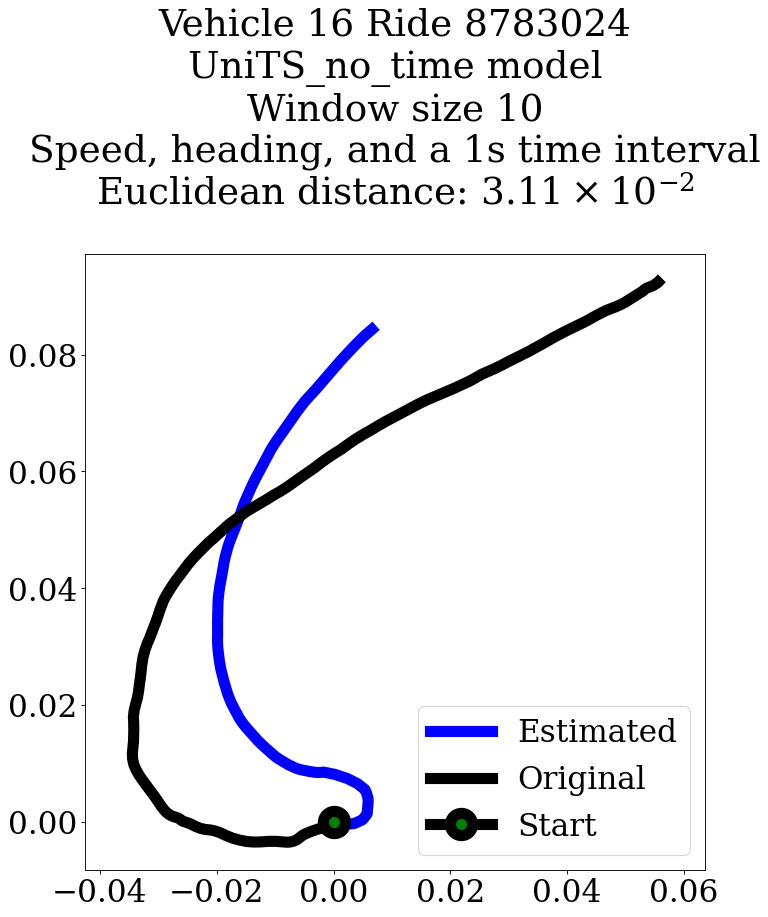 Vehicle 16 Ride 8783024
UniTS_no_time model
Window size 10
Speed, heading, and a 1s time interval
Euclidean distance: 3.11 × 10⁻²
0.08
0.06
0.04
0.02
0.00
Estimated
Original
Start
−0.04 −0.02 0.00 0.02 0.04 0.06